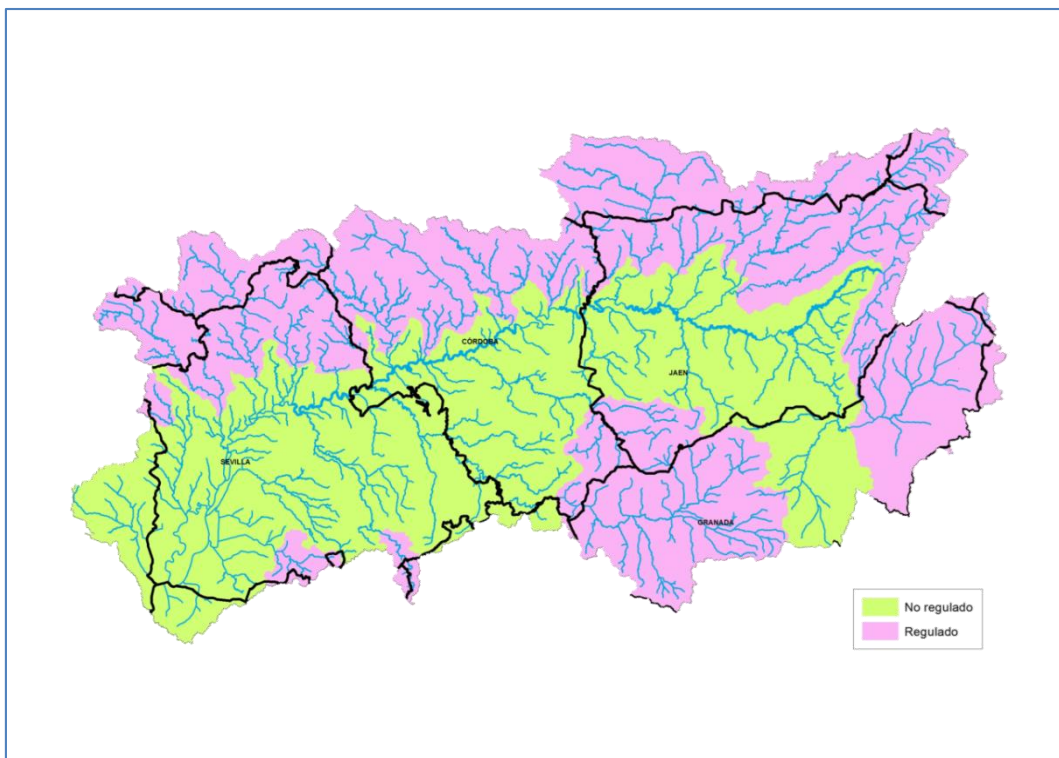 CÓRDOBA
JAEN
SEVILLA
GRANADA
No regulado
Regulado